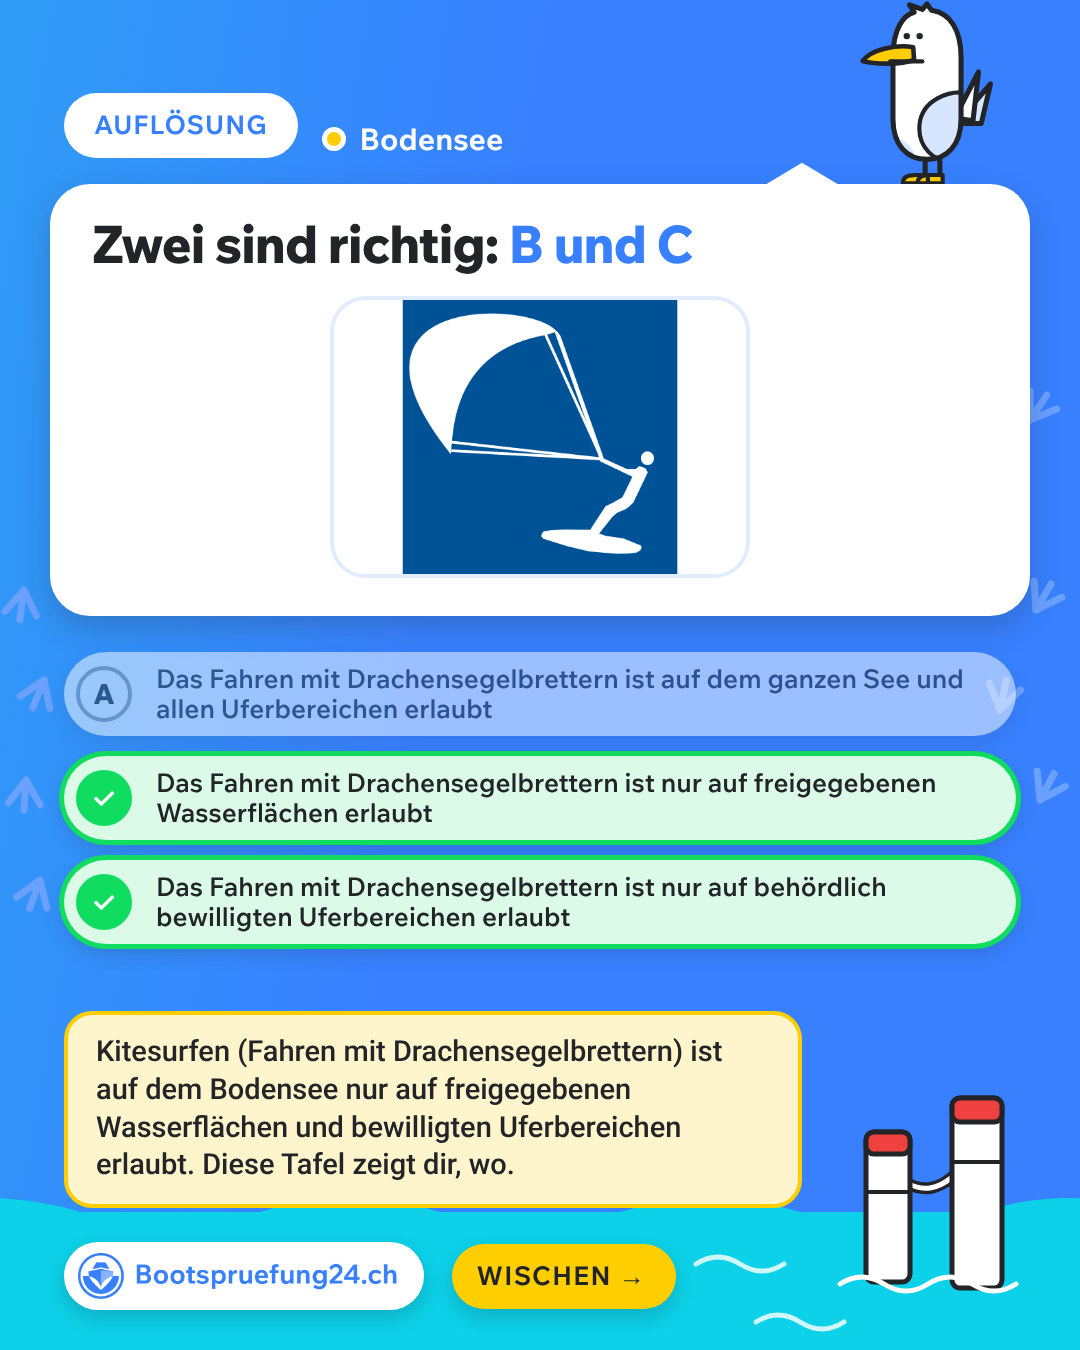 AUFLÖSUNG
Bodensee
Zwei sind richtig: B und C
A
Das Fahren mit Drachensegelbrettern ist auf dem ganzen See und
allen Uferbereichen erlaubt
Das Fahren mit Drachensegelbrettern ist nur auf freigegebenen
Wasserflächen erlaubt
Das Fahren mit Drachensegelbrettern ist nur auf behördlich
bewilligten Uferbereichen erlaubt
Kitesurfen (Fahren mit Drachensegelbrettern) ist
auf dem Bodensee nur auf freigegebenen
Wasserflächen und bewilligten Uferbereichen
erlaubt. Diese Tafel zeigt dir, wo.
Bootspruefung24.ch
WISCHEN →